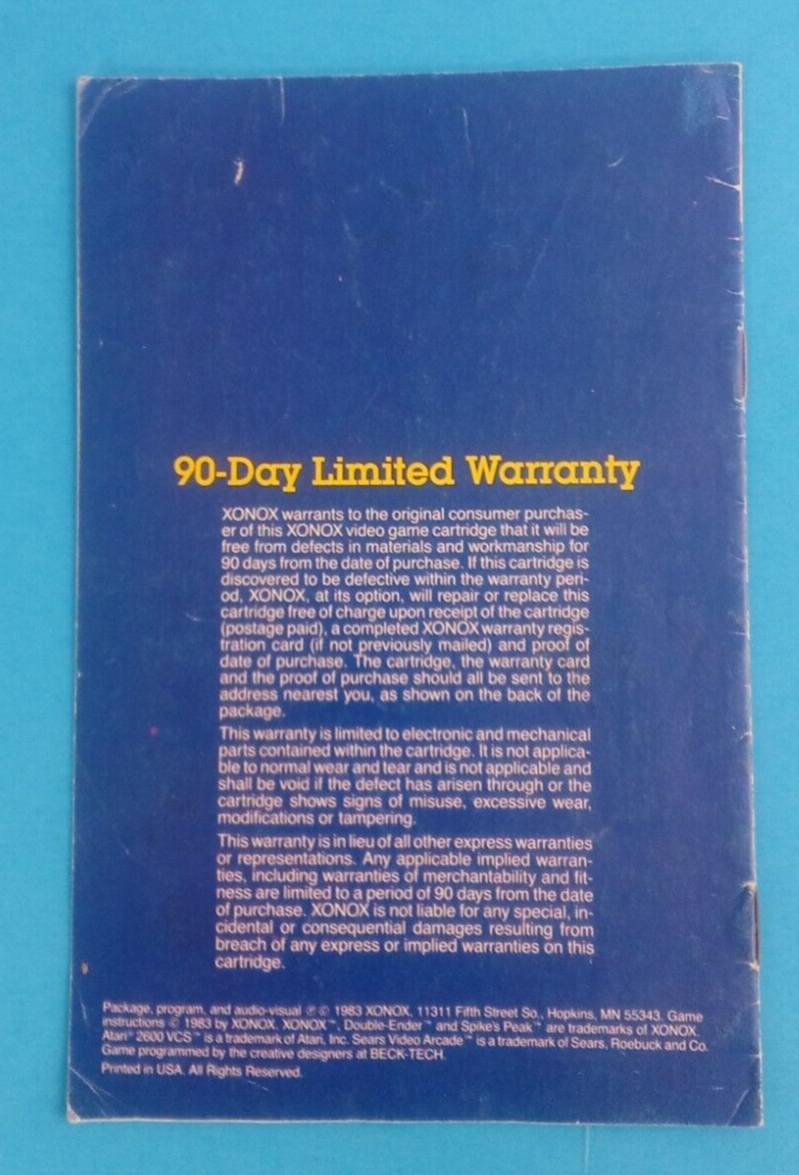 90-Day Limited Warranty
XONOX warrants to the original consumer purchas-
er of this XONOX video game cartridge that it will be
free from defects in materials and workmanship for
90 days from the date of purchase. If this cartridge is
discovered to be defective within the warranty peri-
od, XONOX, at its option, will repair or replace this
cartridge free of charge upon receipt of the cartridge
(postage paid), a completed XONOX warranty regis-
tration card (if not previously mailed) and proof of
date of purchase. The cartridge, the warranty card
and the proof of purchase should all be sent to the
address nearest you, as shown on the back of the
package.
This warranty is limited to electronic and mechanical
parts contained within the cartridge. It is not applica-
ble to normal wear and tear and is not applicable and
shall be void if the defect has arisen through or the
cartridge shows signs of misuse, excessive wear,
modifications or tampering.
This warranty is in lieu of all other express warranties
or representations. Any applicable implied warran-
ties, including warranties of merchantability and fit-
ness are limited to a period of 90 days from the date
of purchase. XONOX is not liable for any special, in-
cidental or consequential damages resulting from
breach of any express or implied warranties on this
cartridge.
Package, program, and audio-visual ℗ © 1983 XONOX, 11311 Fifth Street So., Hopkins, MN 55343. Game
instructions © 1983 by XONOX. XONOX™, Double-Ender™ and Spike's Peak™ are trademarks of XONOX.
Atari® 2600 VCS™ is a trademark of Atari, Inc. Sears Video Arcade™ is a trademark of Sears, Roebuck and Co.
Game programmed by the creative designers at BECK-TECH.
Printed in USA. All Rights Reserved.